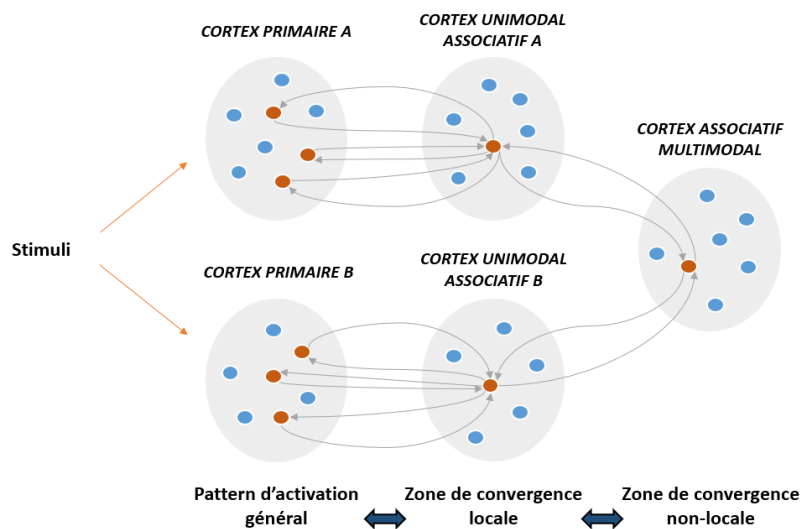 CORTEX PRIMAIRE A
CORTEX UNIMODAL
ASSOCIATIF A
CORTEX ASSOCIATIF
MULTIMODAL
Stimuli
CORTEX PRIMAIRE B
CORTEX UNIMODAL
ASSOCIATIF B
Pattern d’activation
général
Zone de convergence
locale
Zone de convergence
non-locale